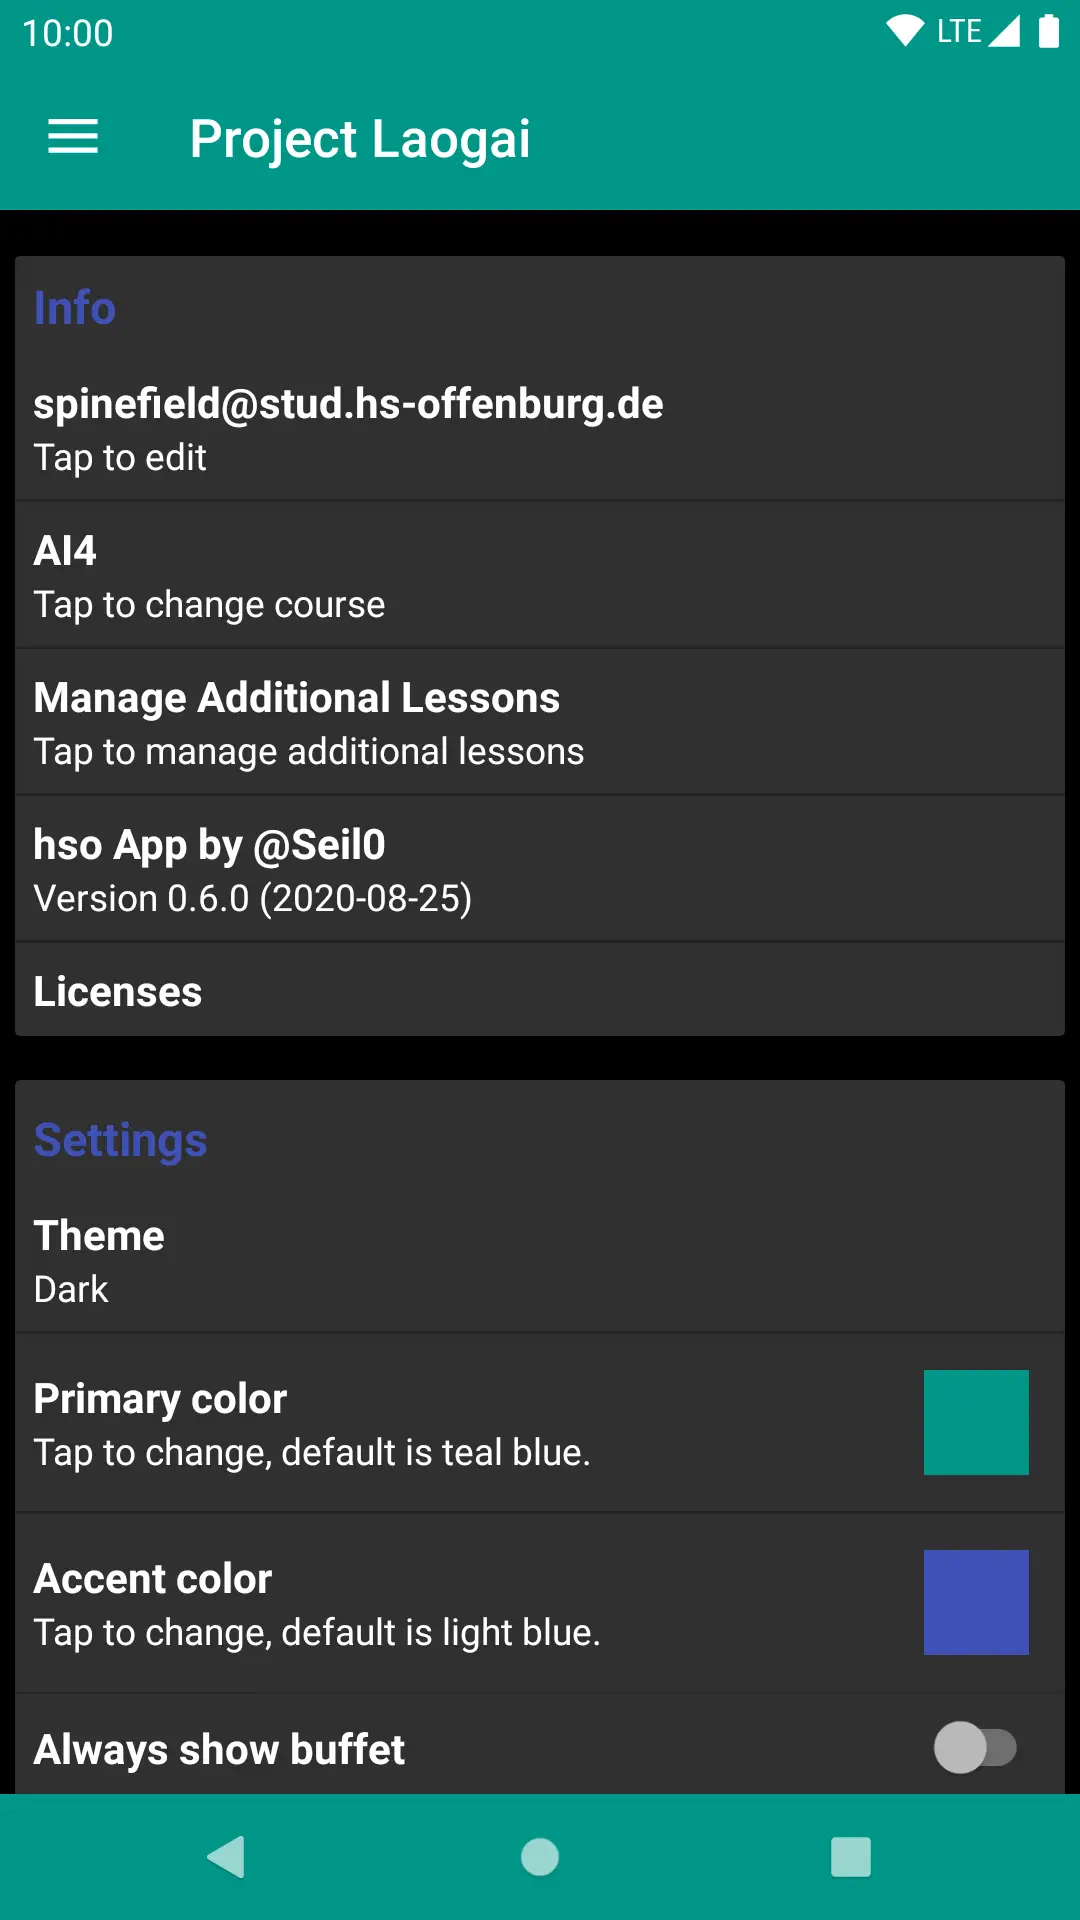 10:00
LTE
Project Laogai
Info
spinefield@stud.hs-offenburg.de
Tap to edit
AI4
Tap to change course
Manage Additional Lessons
Tap to manage additional lessons
hso App by @Seil0
Version 0.6.0 (2020-08-25)
Licenses
Settings
Theme
Dark
Primary color
Tap to change, default is teal blue.
Accent color
Tap to change, default is light blue.
Always show buffet